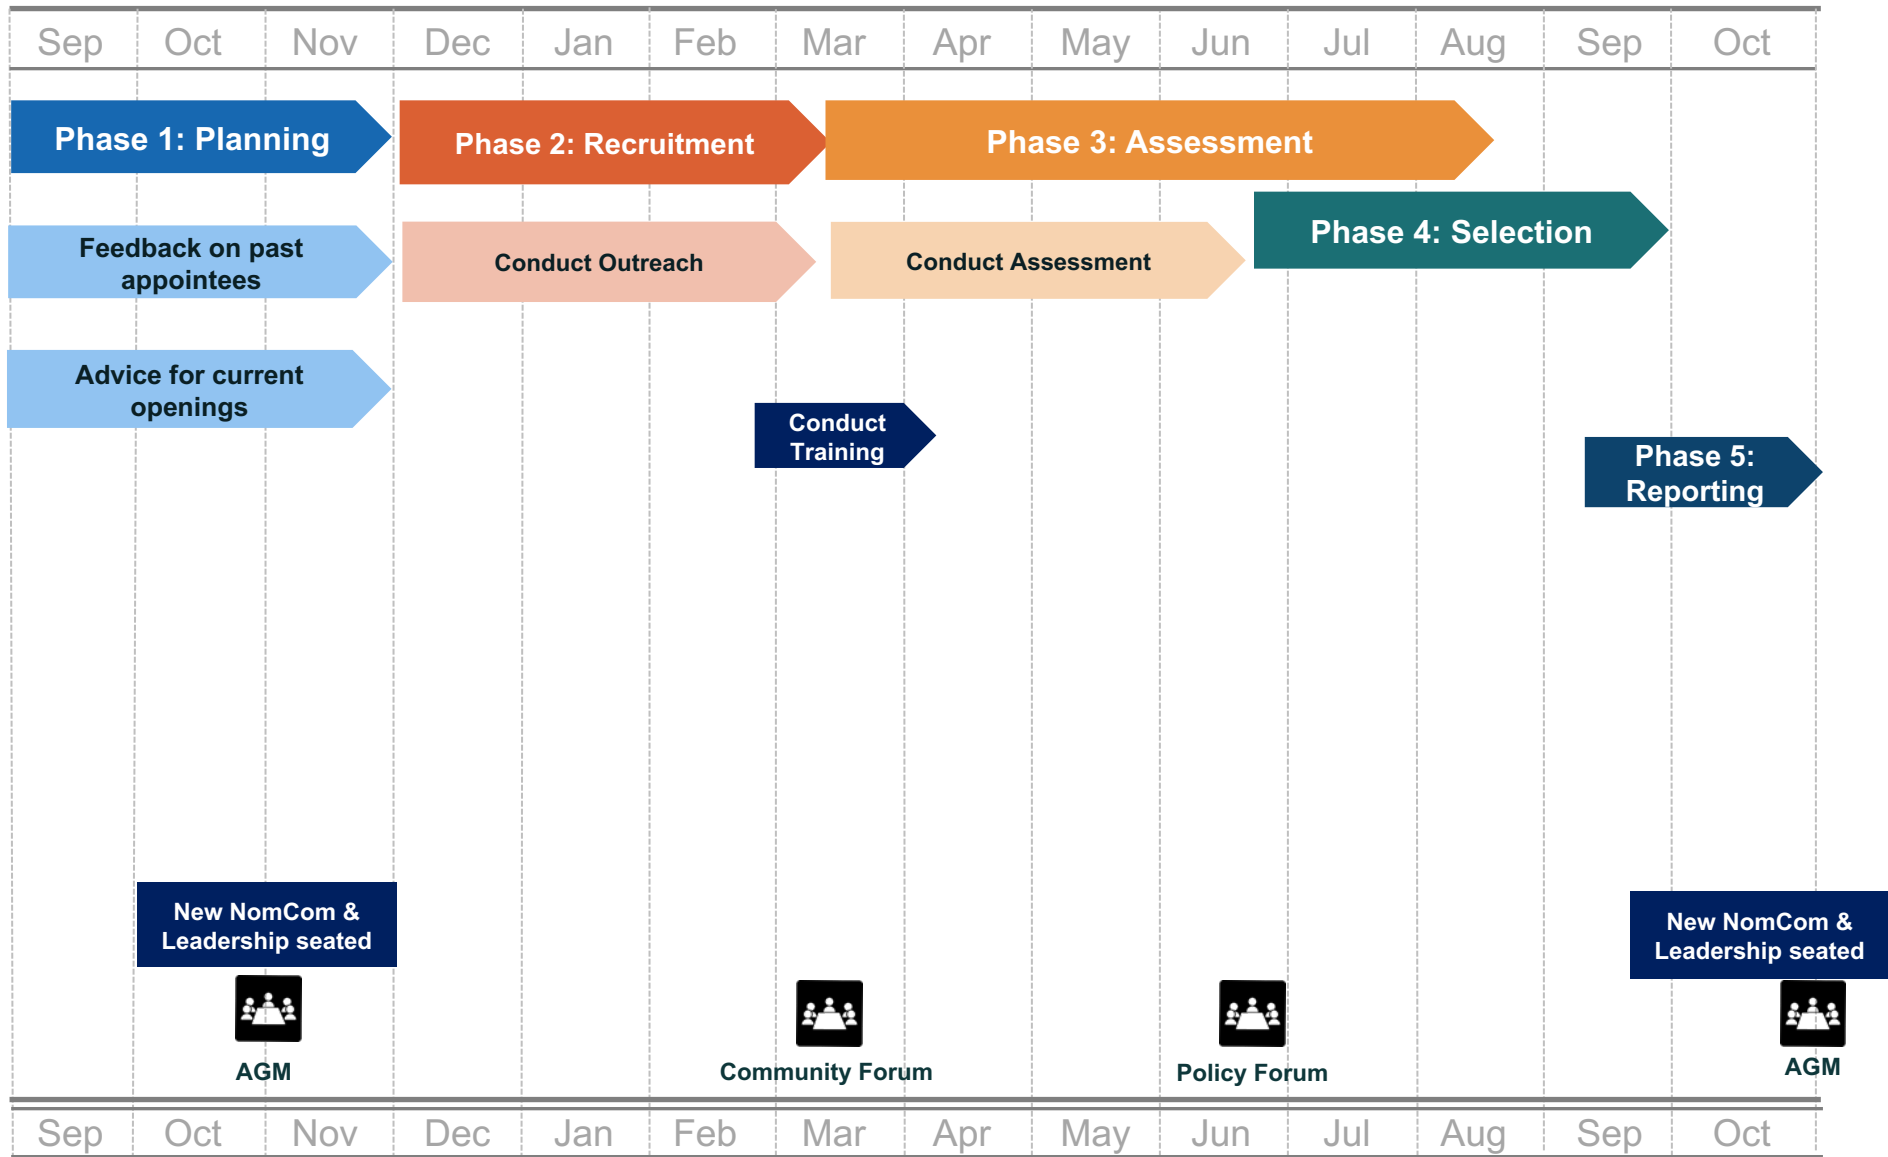 Sep Oct Nov Dec Jan Feb Mar Apr May Jun Jul Aug Sep Oct
Phase 1: Planning
Phase 2: Recruitment
Phase 3: Assessment
Phase 4: Selection
Feedback on past
appointees
Conduct Outreach
Conduct Assessment
Advice for current
openings
Conduct
Training
Phase 5:
Reporting
New NomCom &
Leadership seated
New NomCom &
Leadership seated
AGM
Community Forum
Policy Forum
AGM
Sep Oct Nov Dec Jan Feb Mar Apr May Jun Jul Aug Sep Oct